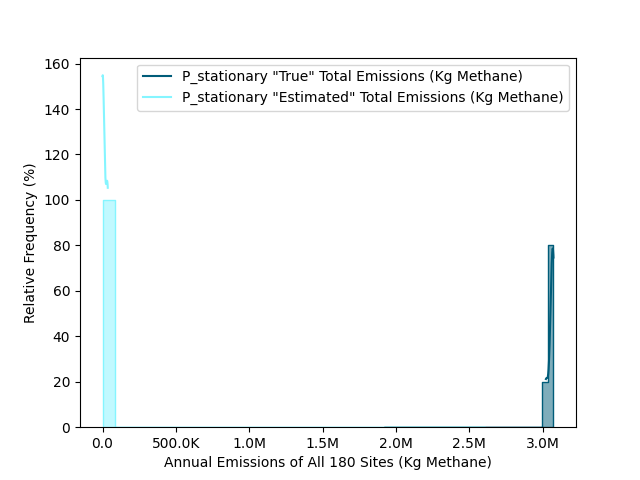 P_stationary "True" Total Emissions (Kg Methane)
P_stationary "Estimated" Total Emissions (Kg Methane)
Relative Frequency (%)
160
140
120
100
80
60
40
20
0
0.0 500.0K 1.0M 1.5M 2.0M 2.5M 3.0M
Annual Emissions of All 180 Sites (Kg Methane)